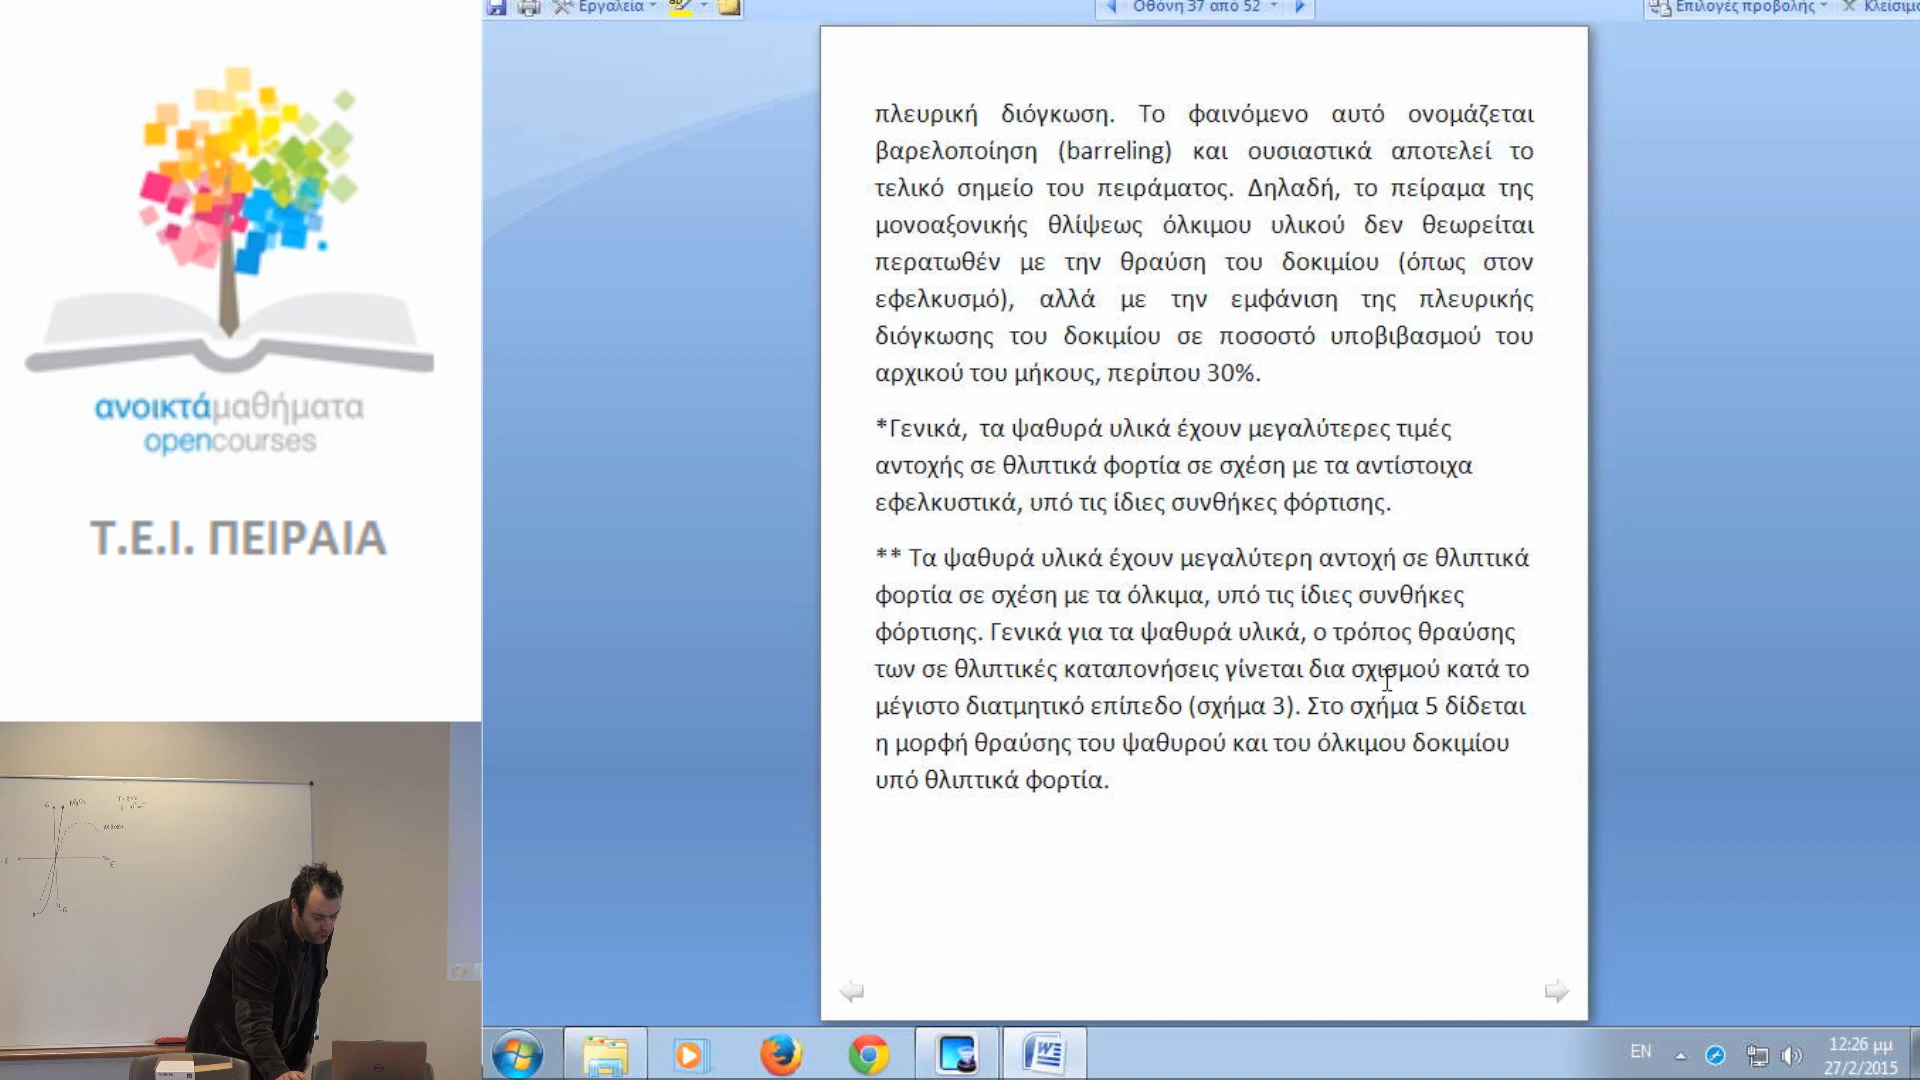 Εργαλεία
Οθόνη 37 από 52
Επιλογές προβολής
ανοικτάμαθήματα
opencourses
Τ.Ε.Ι. ΠΕΙΡΑΙΑ
πλευρική διόγκωση. Το φαινόμενο αυτό ονομάζεται
βαρελοποίηση (barreling) και ουσιαστικά αποτελεί το
τελικό σημείο του πειράματος. Δηλαδή, το πείραμα της
μονοαξονικής θλίψεως όλκιμου υλικού δεν θεωρείται
περατωθέν με την θραύση του δοκιμίου (όπως στον
εφελκυσμό), αλλά με την εμφάνιση της πλευρικής
διόγκωσης του δοκιμίου σε ποσοστό υποβιβασμού του
αρχικού του μήκους, περίπου 30%.
*Γενικά, τα ψαθυρά υλικά έχουν μεγαλύτερες τιμές
αντοχής σε θλιπτικά φορτία σε σχέση με τα αντίστοιχα
εφελκυστικά, υπό τις ίδιες συνθήκες φόρτισης.
** Τα ψαθυρά υλικά έχουν μεγαλύτερη αντοχή σε θλιπτικά
φορτία σε σχέση με τα όλκιμα, υπό τις ίδιες συνθήκες
φόρτισης. Γενικά για τα ψαθυρά υλικά, ο τρόπος θραύσης
των σε θλιπτικές καταπονήσεις γίνεται δια σχισμού κατά το
μέγιστο διατμητικό επίπεδο (σχήμα 3). Στο σχήμα 5 δίδεται
η μορφή θραύσης του ψαθυρού και του όλκιμου δοκιμίου
υπό θλιπτικά φορτία.
EN
12:26 μμ
27/2/2015